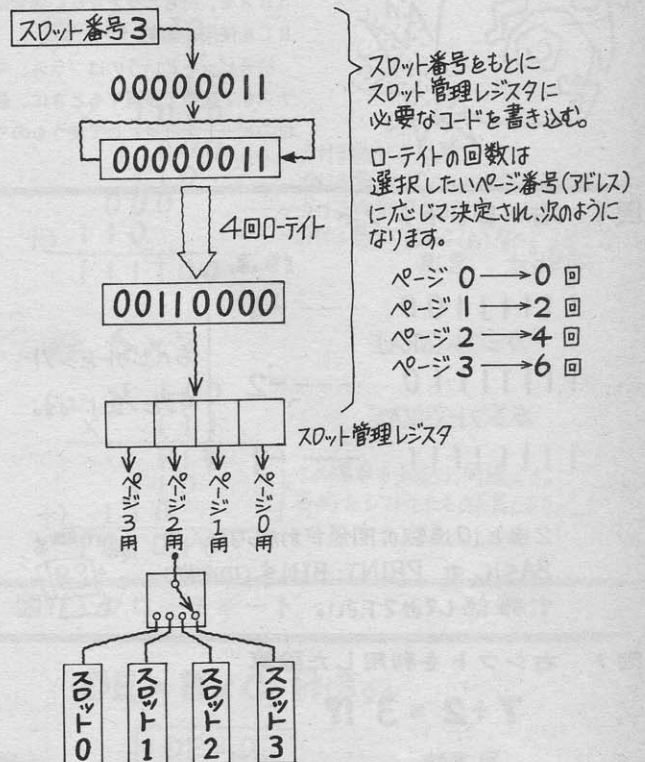 スロット番号3
00000011
00000011
4回ローテイト
00110000
スロット番号をもとに
スロット管理レジスタに
必要なコードを書き込む。
ローテイトの回数は
選択したいページ番号(アドレス)
に応じて決定され、次のように
なります。
ページ 0→0 回
ページ 1→2 回
ページ 2→4 回
ページ 3→6 回
スロット管理レジスタ
ページ3用
ページ2用
ページ1用
ページ0用
スロット0
スロット1
スロット2
スロット3